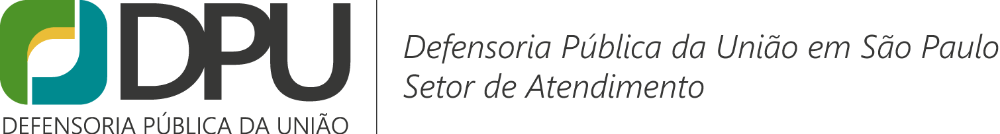 DPU
DEFENSORIA PÚBLICA DA UNIÃO
Defensoria Pública da União em São Paulo
Setor de Atendimento